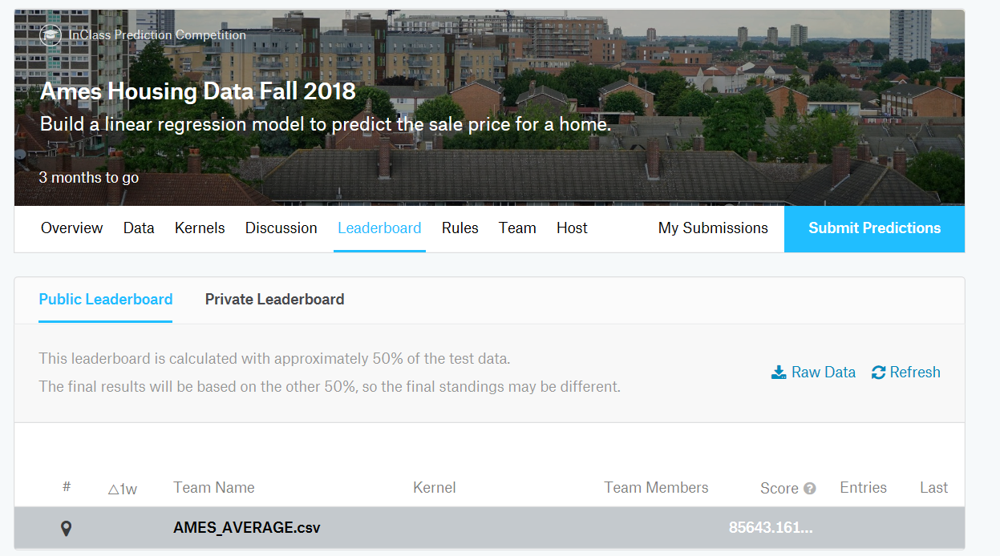 InClass Prediction Competition
Ames Housing Data Fall 2018
Build a linear regression model to predict the sale price for a home.
3 months to go
Overview Data Kernels Discussion Leaderboard Rules Team Host My Submissions Submit Predictions
Public Leaderboard Private Leaderboard
This leaderboard is calculated with approximately 50% of the test data.
The final results will be based on the other 50%, so the final standings may be different.
Raw Data Refresh
# △1w Team Name Kernel Team Members Score ? Entries Last
AMES_AVERAGE.csv 85643.161...